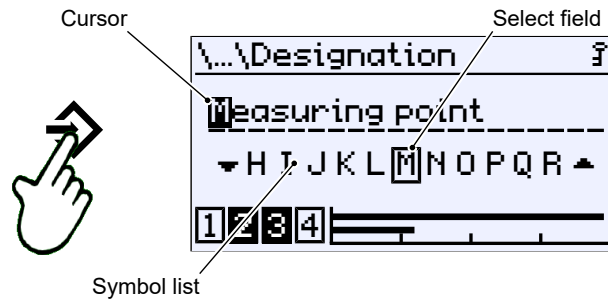 Cursor
Select field
\...\Designation
Measuring point
H I J K L M N O P Q R
1 2 3 4
Symbol list